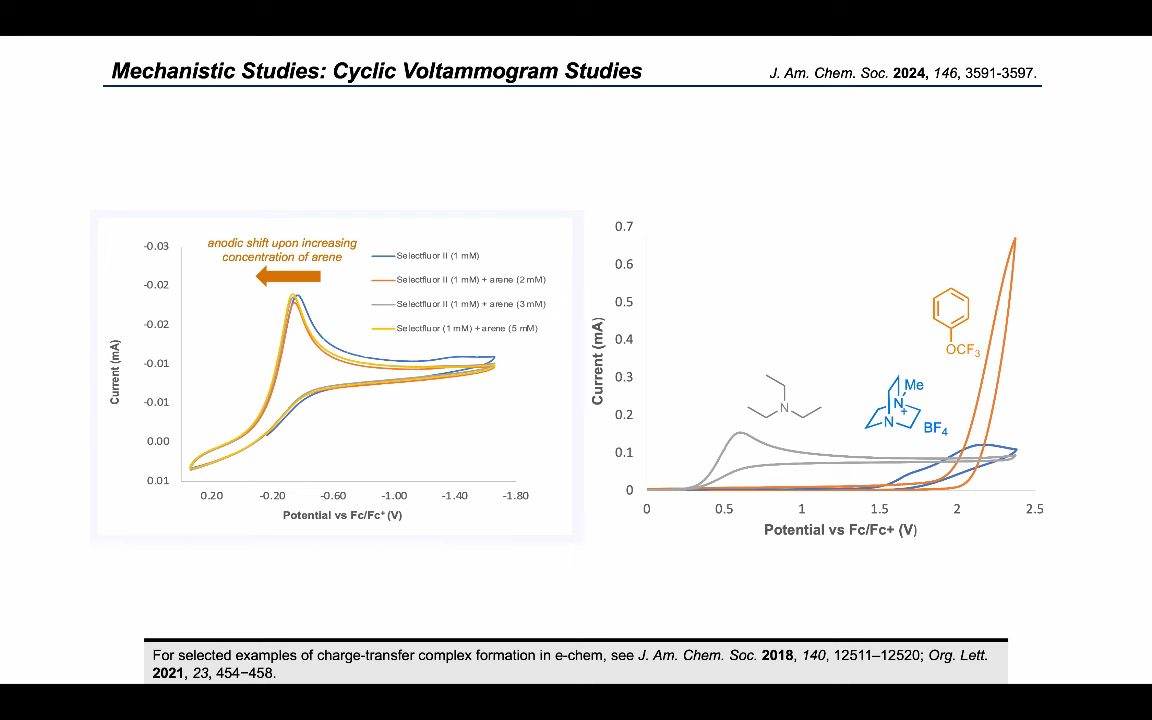 Mechanistic Studies: Cyclic Voltammogram Studies
J. Am. Chem. Soc. 2024, 146, 3591-3597.
anodic shift upon increasing
concentration of arene
Selectfluor II (1 mM)
Selectfluor II (1 mM) + arene (2 mM)
Selectfluor II (1 mM) + arene (3 mM)
Selectfluor (1 mM) + arene (5 mM)
Current (mA)
-0.03
-0.02
-0.02
-0.01
-0.01
0.00
0.01
0.20 -0.20 -0.60 -1.00 -1.40 -1.80
Potential vs Fc/Fc⁺ (V)
Current (mA)
0.7
0.6
0.5
0.4
0.3
0.2
0.1
0
OCF₃
N
Me
N
+
N
BF₄
0 0.5 1 1.5 2 2.5
Potential vs Fc/Fc+ (V)
For selected examples of charge-transfer complex formation in e-chem, see J. Am. Chem. Soc. 2018, 140, 12511–12520; Org. Lett.
2021, 23, 454−458.